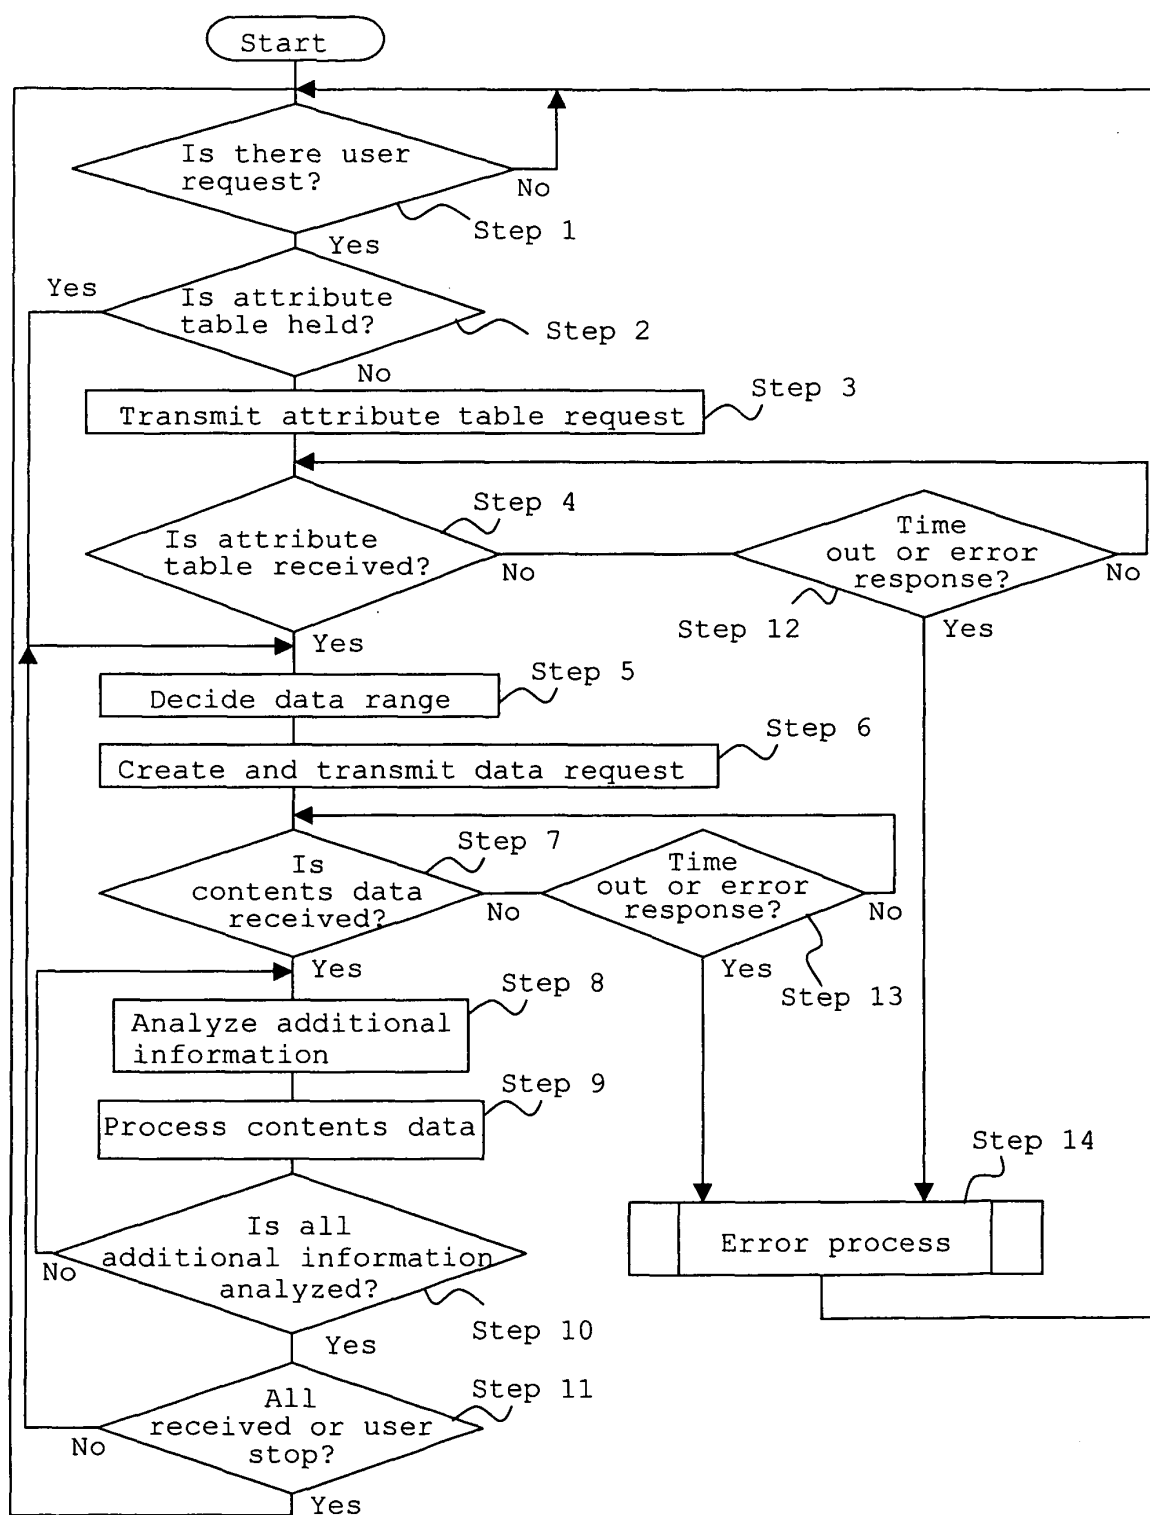 Start
Is there user
request?
No
Step 1
Yes
Yes
Is attribute
table held?
Step 2
No
Step 3
Transmit attribute table request
Step 4
Is attribute
table received?
No
Time
out or error
response?
No
Step 12
Yes
Yes
Step 5
Decide data range
Step 6
Create and transmit data request
Step 7
Is
contents data
received?
No
Time
out or error
response?
No
Yes
Yes
Step 13
Step 8
Analyze additional
information
Step 9
Process contents data
Step 14
Error process
Is all
additional information
analyzed?
No
Step 10
Yes
Step 11
All
received or user
stop?
No
Yes